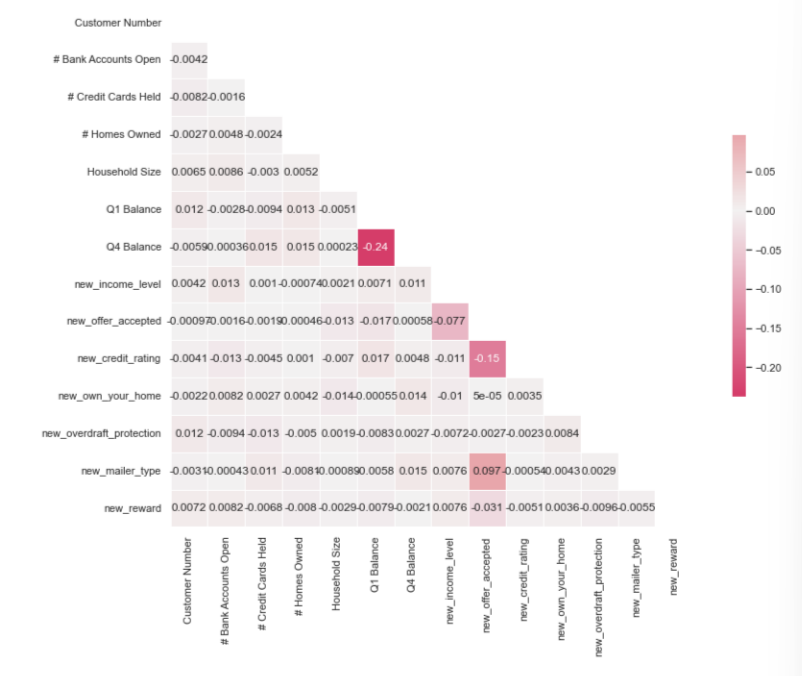 Customer Number
# Bank Accounts Open -0.0042
# Credit Cards Held -0.0082 -0.0016
# Homes Owned -0.0027 0.0048 -0.0024
Household Size 0.0065 0.0086 -0.003 0.0052
Q1 Balance 0.012 -0.0028 -0.0094 0.013 -0.0051
Q4 Balance -0.0059 -0.00036 0.015 0.015 0.00023 -0.24
new_income_level 0.0042 0.013 0.001 -0.00074 0.0021 0.0071 0.011
new_offer_accepted -0.00097 -0.0016 -0.0019 -0.00046 -0.013 -0.017 0.00058 -0.077
new_credit_rating -0.0041 -0.013 -0.0045 0.001 -0.007 0.017 0.0048 -0.011 -0.15
new_own_your_home -0.0022 0.0082 0.0027 0.0042 -0.014 -0.00055 0.014 -0.01 5e-05 0.0035
new_overdraft_protection 0.012 -0.0094 -0.013 -0.005 0.0019 -0.0083 0.0027 -0.0072 -0.0027 -0.0023 0.0084
new_mailer_type -0.0031 -0.00043 0.011 -0.0081 -0.00089 0.0058 0.015 0.0076 0.097 -0.00054 0.0043 0.0029
new_reward 0.0072 0.0082 -0.0068 -0.008 -0.0029 -0.0079 -0.0021 0.0076 -0.031 -0.0051 0.0036 -0.0096 -0.0055
Customer Number
# Bank Accounts Open
# Credit Cards Held
# Homes Owned
Household Size
Q1 Balance
Q4 Balance
new_income_level
new_offer_accepted
new_credit_rating
new_own_your_home
new_overdraft_protection
new_mailer_type
new_reward
0.05
0.00
-0.05
-0.10
-0.15
-0.20